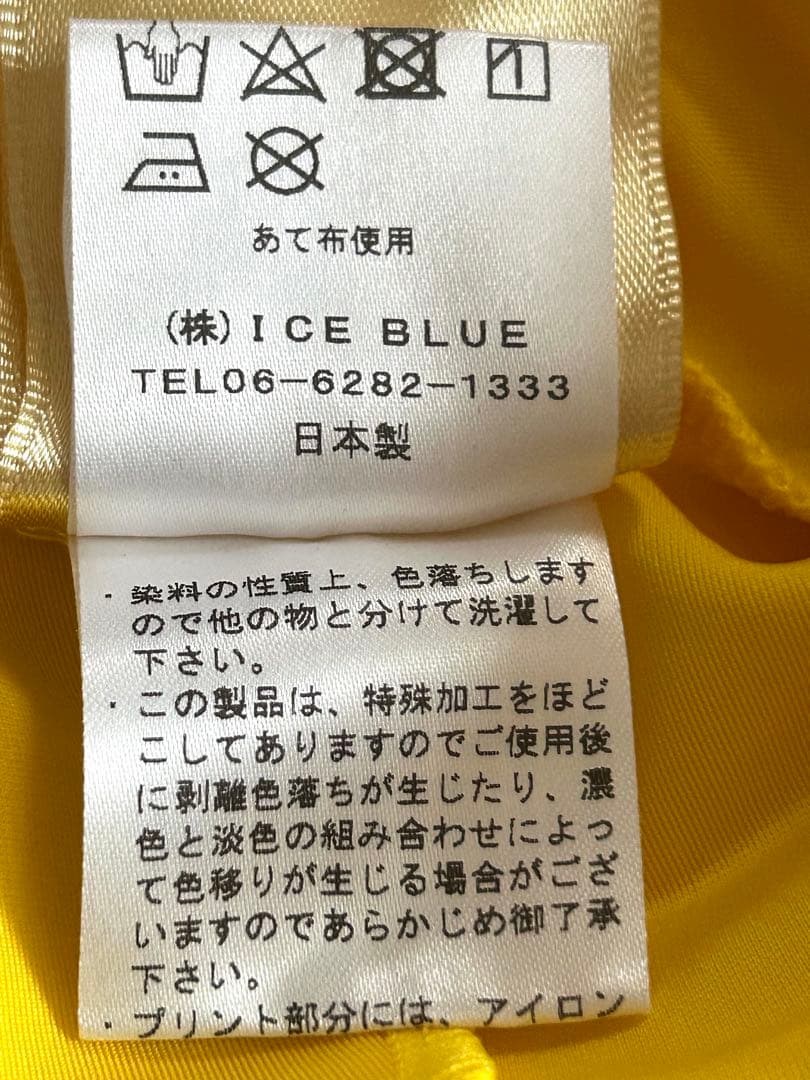 あて布使用
(株)ICE BLUE
TEL06-6282-1333
日本製
・染料の性質上、色落ちします
ので他の物と分けて洗濯して
下さい。
・この製品は、特殊加工をほど
こしてありますのでご使用後
に剥離色落ちが生じたり、濃
色と淡色の組み合わせによっ
て色移りが生じる場合がござ
いますのであらかじめ御了承
下さい。
・プリント部分には、アイロン